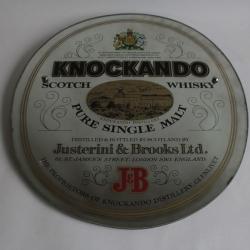 KNOCKANDO
SCOTCH WHISKY
PURE SINGLE MALT
DISTILLED & BOTTLED IN SCOTLAND BY
Justerini & Brooks Ltd.
61, ST. JAMES'S STREET, LONDON SW1, ENGLAND
J&B
THE PROPRIETORS OF KNOCKANDO DISTILLERY